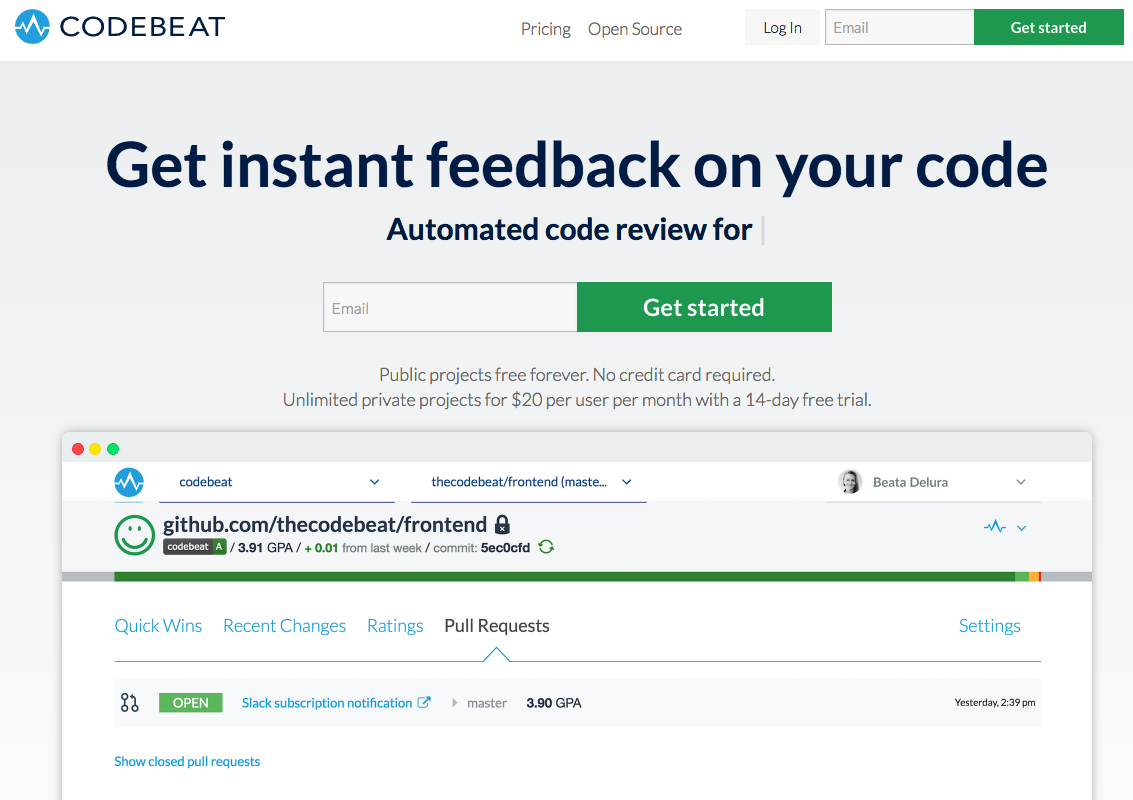 CODEBEAT Pricing Open Source Log In Email Get started
Get instant feedback on your code
Automated code review for
Email Get started
Public projects free forever. No credit card required.
Unlimited private projects for $20 per user per month with a 14-day free trial.
codebeat thecodebeat/frontend (maste... Beata Delura
github.com/thecodebeat/frontend
codebeat A / 3.91 GPA / + 0.01 from last week / commit: 5ec0cfd
Quick Wins Recent Changes Ratings Pull Requests Settings
OPEN Slack subscription notification master 3.90 GPA Yesterday, 2:39 pm
Show closed pull requests